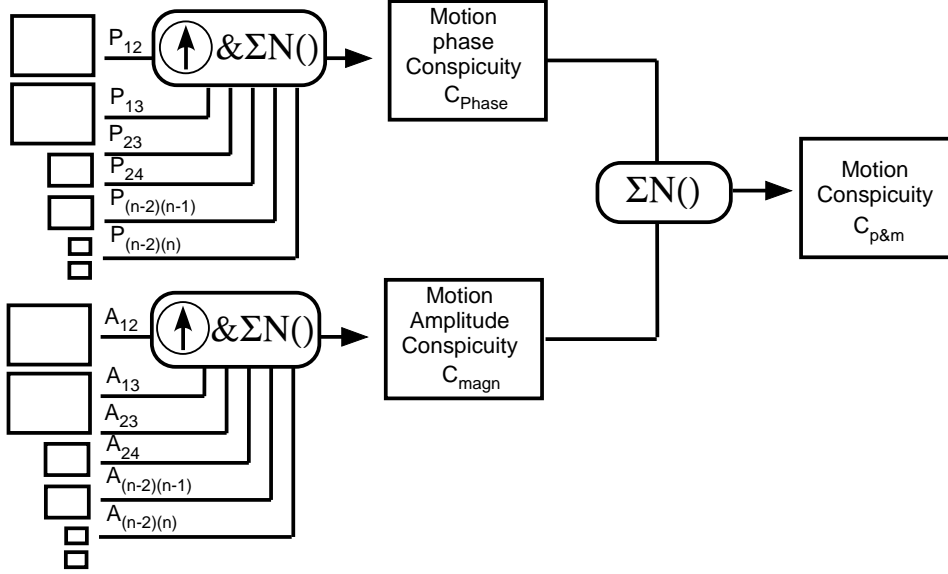 P12
&ΣN()
P13
P23
P24
P(n-2)(n-1)
P(n-2)(n)
Motion
phase
Conspicuity
CPhase
ΣN()
Motion
Conspicuity
Cp&m
A12
&ΣN()
A13
A23
A24
A(n-2)(n-1)
A(n-2)(n)
Motion
Amplitude
Conspicuity
Cmagn